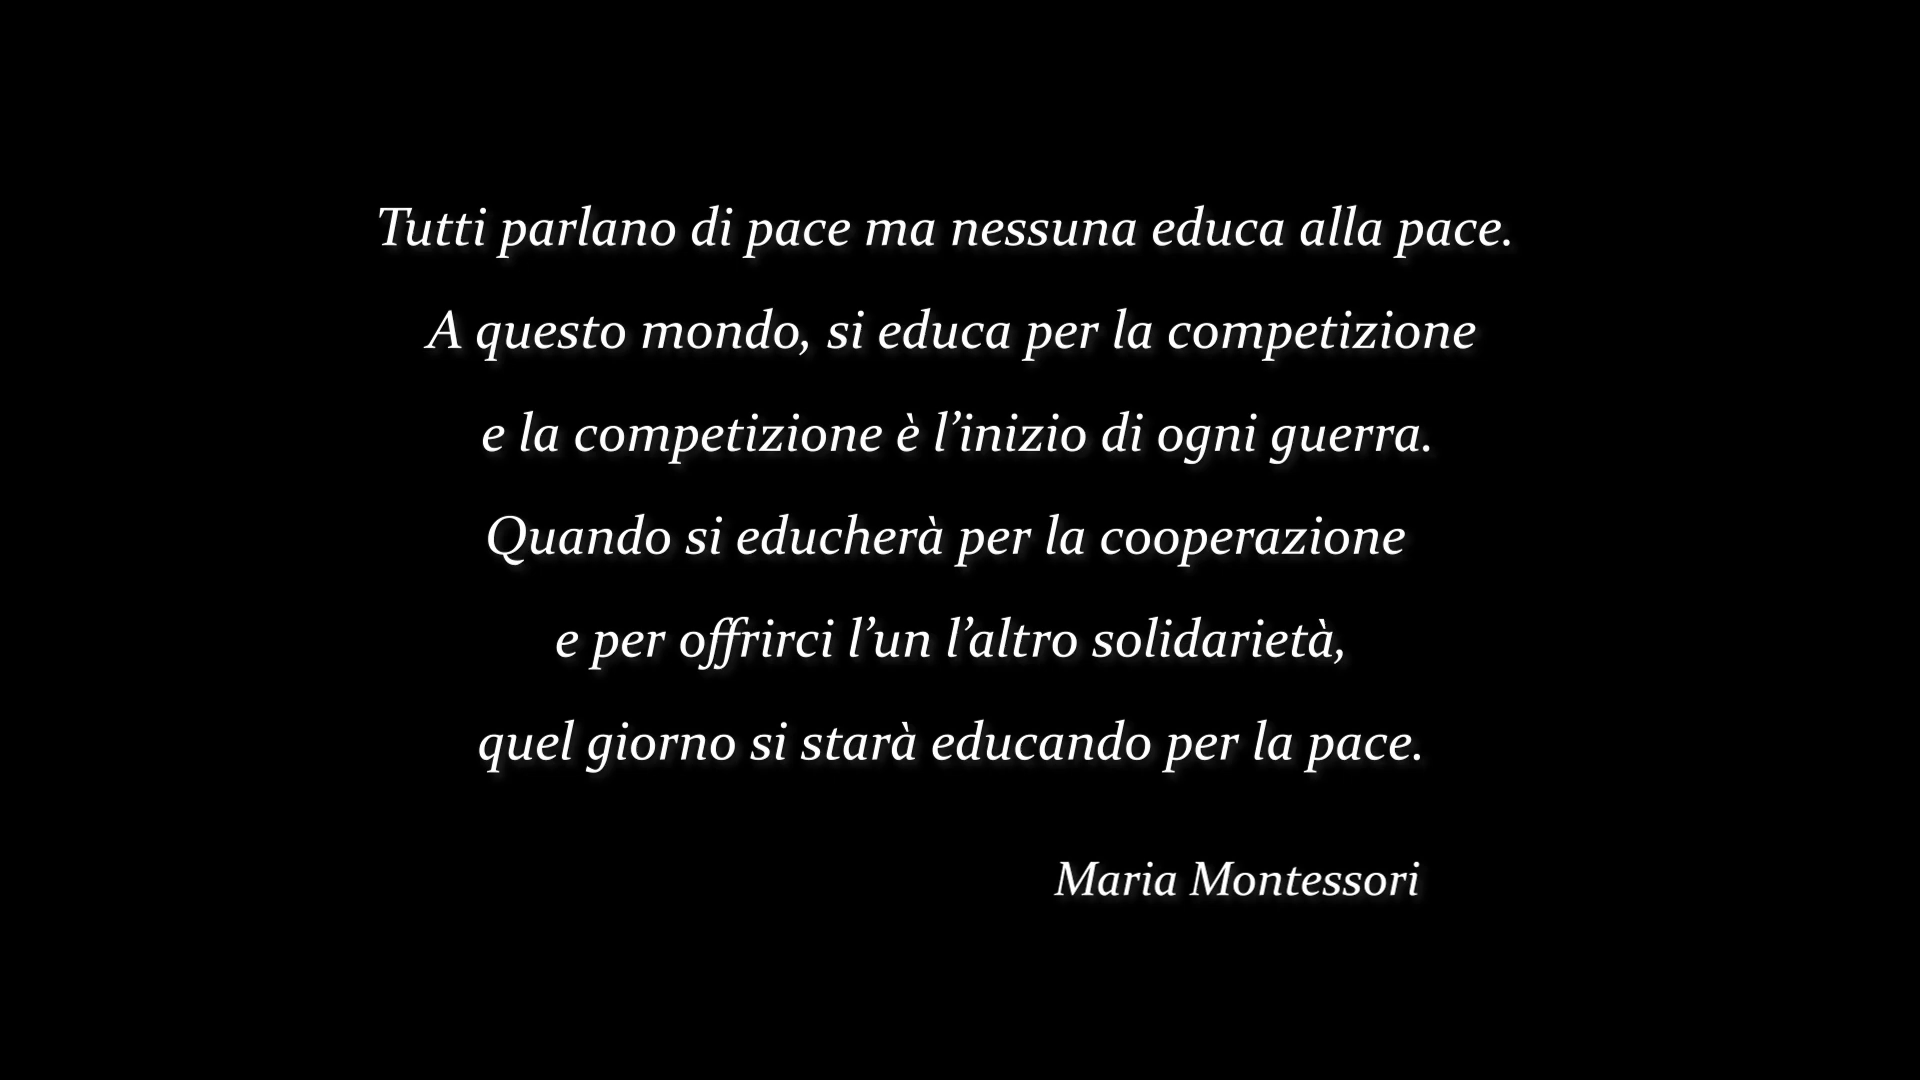 Tutti parlano di pace ma nessuna educa alla pace.
A questo mondo, si educa per la competizione
e la competizione è l’inizio di ogni guerra.
Quando si educherà per la cooperazione
e per offrirci l’un l’altro solidarietà,
quel giorno si starà educando per la pace.
Maria Montessori